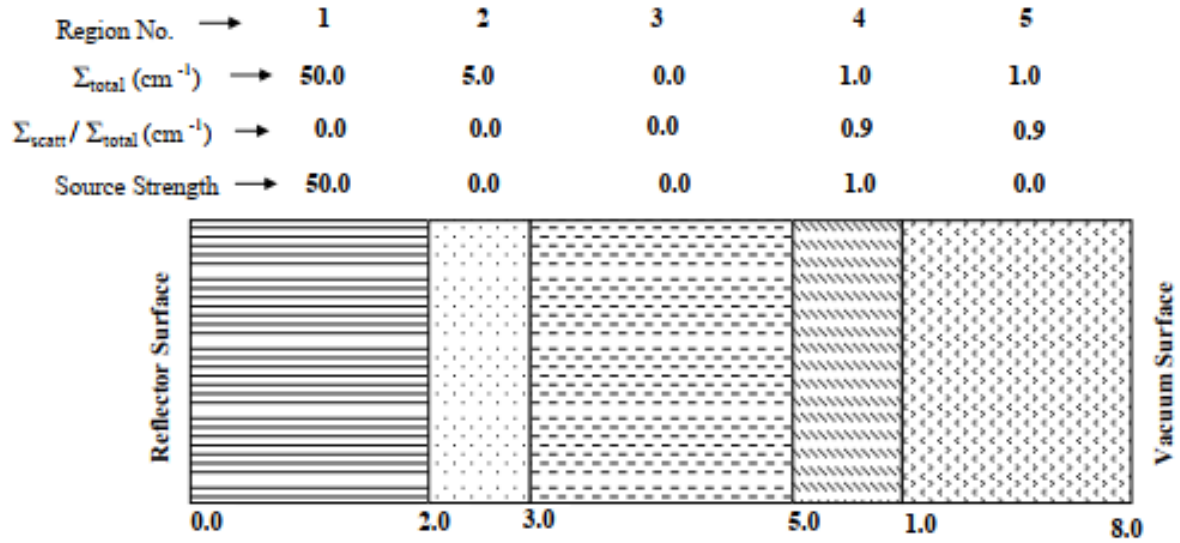 Region No. → 1 2 3 4 5
Σtotal (cm⁻¹) → 50.0 5.0 0.0 1.0 1.0
Σscatt / Σtotal (cm⁻¹) → 0.0 0.0 0.0 0.9 0.9
Source Strength → 50.0 0.0 0.0 1.0 0.0
Reflector Surface
Vacuum Surface
0.0 2.0 3.0 5.0 1.0 8.0